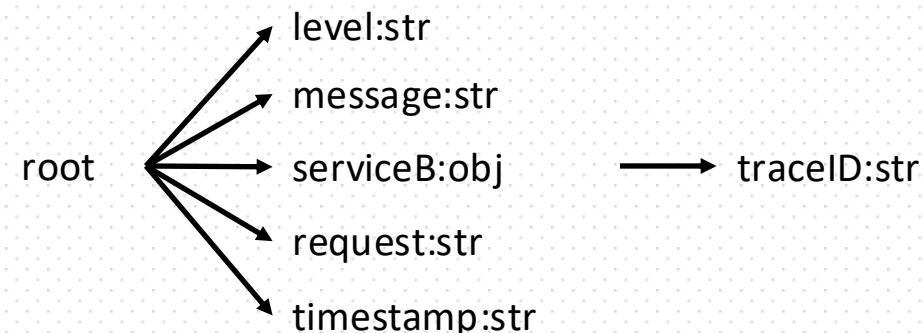 level:str
message:str
root
serviceB:obj
traceID:str
request:str
timestamp:str